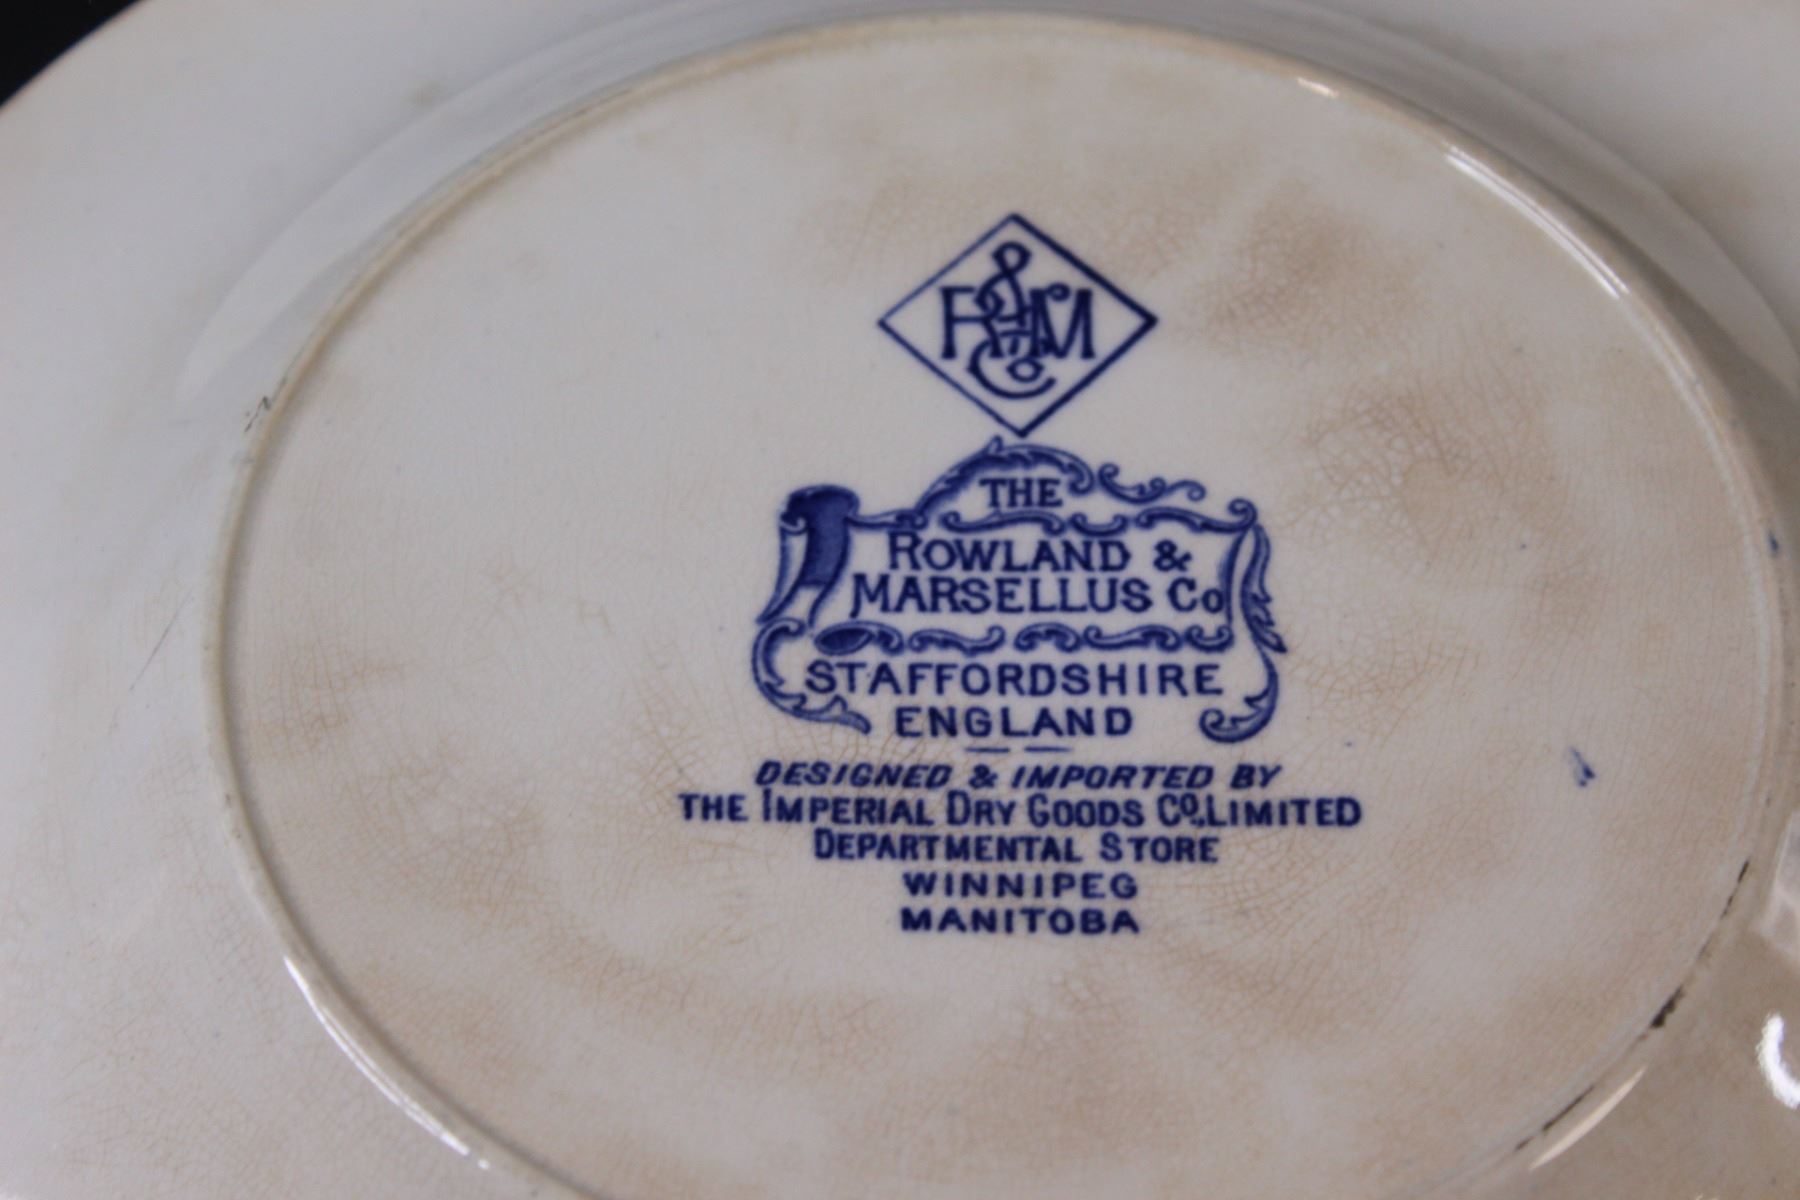 R & M
Co
THE
ROWLAND &
MARSELLUS Co
STAFFORDSHIRE
ENGLAND
DESIGNED & IMPORTED BY
THE IMPERIAL DRY GOODS CO. LIMITED
DEPARTMENTAL STORE
WINNIPEG
MANITOBA